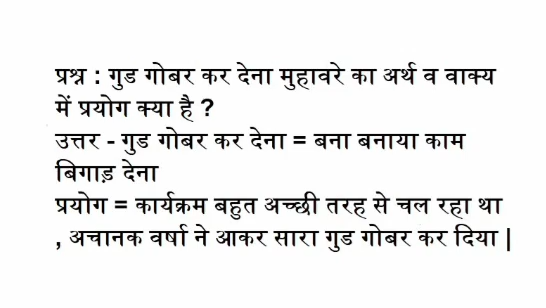 प्रश्न : गुड गोबर कर देना मुहावरे का अर्थ व वाक्य
में प्रयोग क्या है ?
उत्तर - गुड गोबर कर देना = बना बनाया काम
बिगाड़ देना
प्रयोग = कार्यक्रम बहुत अच्छी तरह से चल रहा था
, अचानक वर्षा ने आकर सारा गुड गोबर कर दिया |